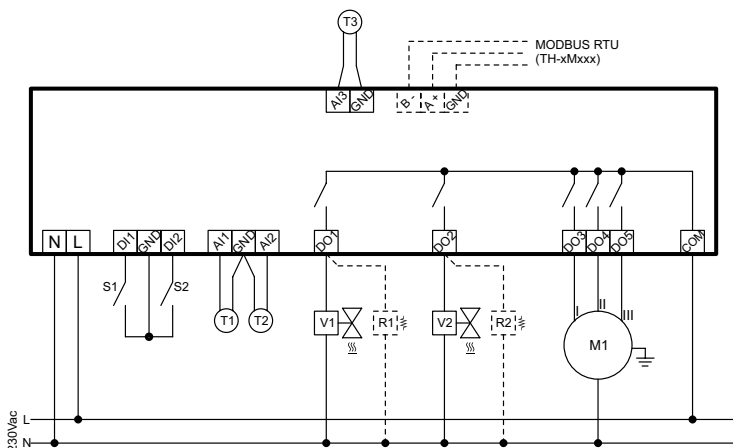 T3
MODBUS RTU
(TH-xMxxx)
AI3 GND B - A + GND
N L DI1 GND DI2 AI1 GND AI2 DO1 DO2 DO3 DO4 DO5 COM
S1 S2 T1 T2 V1 R1 V2 R2 I II III
M1
230Vac
L
N